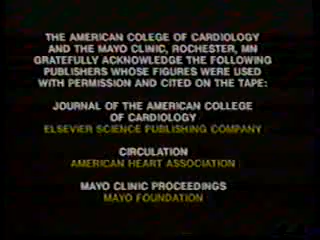 THE AMERICAN COLEGE OF CARDIOLOGY
AND THE MAYO CLINIC, ROCHESTER, MN
GRATEFULLY ACKNOWLEDGE THE FOLLOWING
PUBLISHERS WHOSE FIGURES WERE USED
WITH PERMISSION AND CITED ON THE TAPE:
JOURNAL OF THE AMERICAN COLLEGE
OF CARDIOLOGY
ELSEVIER SCIENCE PUBLISHING COMPANY
CIRCULATION
AMERICAN HEART ASSOCIATION
MAYO CLINIC PROCEEDINGS
MAYO FOUNDATION